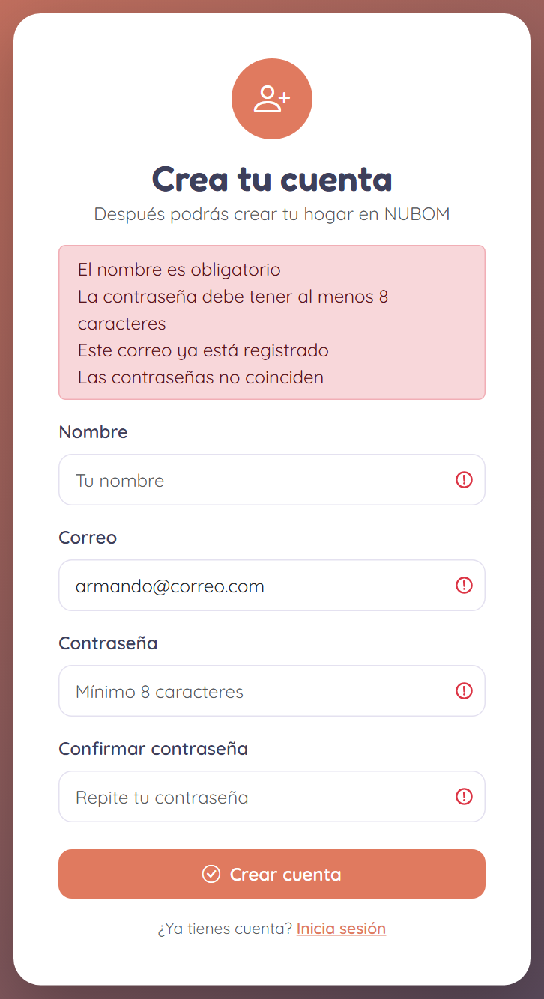 Crea tu cuenta
Después podrás crear tu hogar en NUBOM
El nombre es obligatorio
La contraseña debe tener al menos 8
caracteres
Este correo ya está registrado
Las contraseñas no coinciden
Nombre
Tu nombre
Correo
armando@correo.com
Contraseña
Mínimo 8 caracteres
Confirmar contraseña
Repite tu contraseña
Crear cuenta
¿Ya tienes cuenta? Inicia sesión